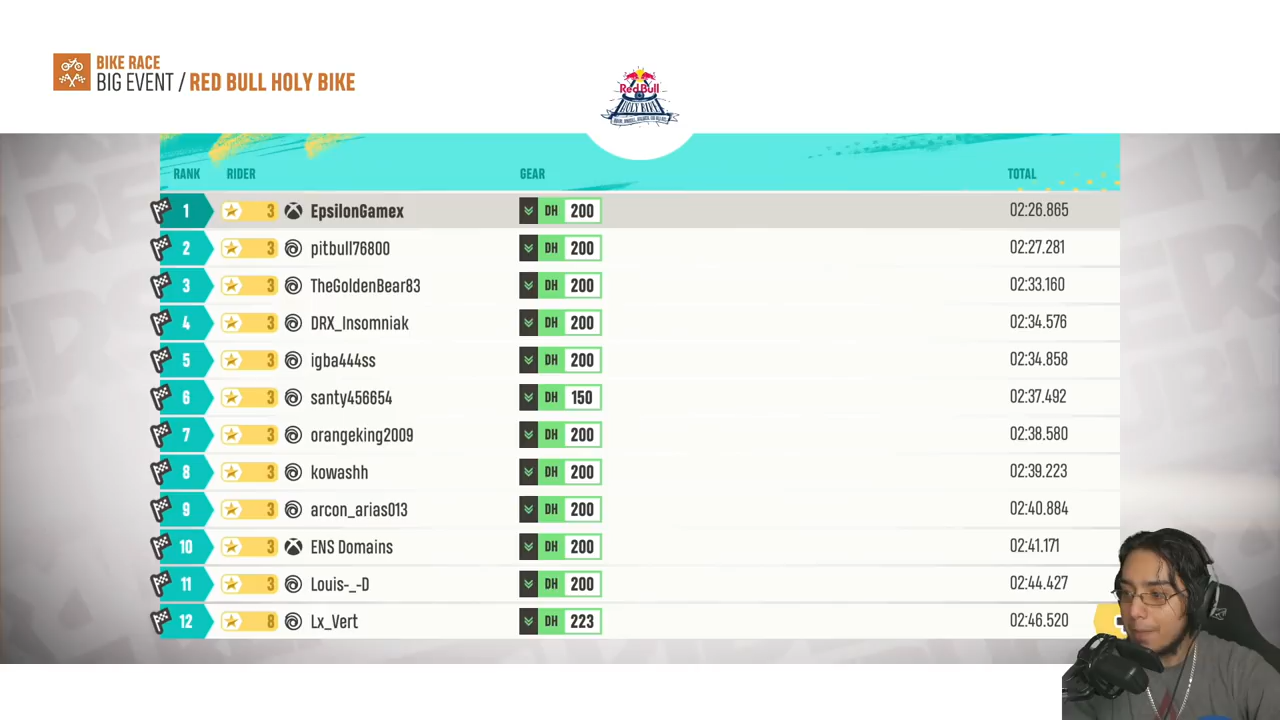 BIKE RACE
BIG EVENT / RED BULL HOLY BIKE
Red Bull
HOLY BIKE
RANK RIDER GEAR TOTAL
1 3 EpsilonGamex DH 200 02:26.865
2 3 pitbull76800 DH 200 02:27.281
3 3 TheGoldenBear83 DH 200 02:33.160
4 3 DRX_Insomniak DH 200 02:34.576
5 3 igba444ss DH 200 02:34.858
6 3 santy456654 DH 150 02:37.492
7 3 orangeking2009 DH 200 02:38.580
8 3 kowashh DH 200 02:39.223
9 3 arcon_arias013 DH 200 02:40.884
10 3 ENS Domains DH 200 02:41.171
11 3 Louis-_-D DH 200 02:44.427
12 8 Lx_Vert DH 223 02:46.520